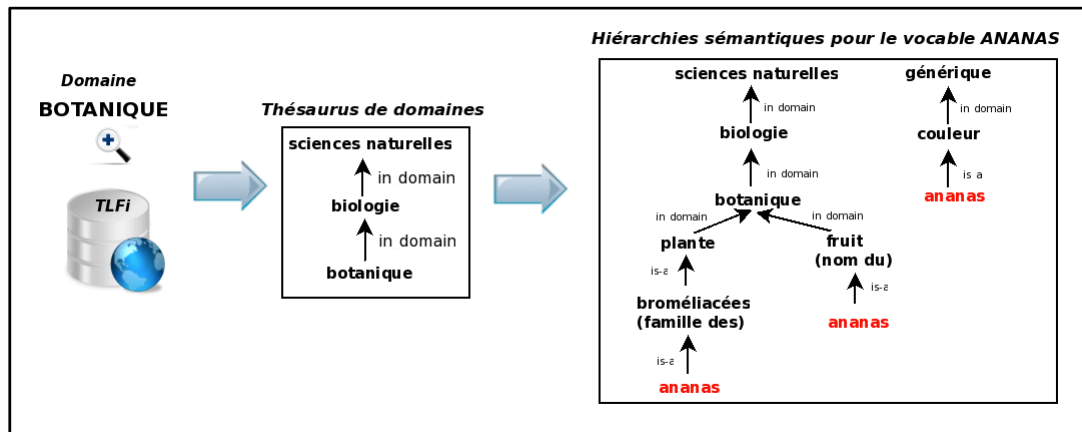 Domaine
BOTANIQUE
TLFi
Thésaurus de domaines
sciences naturelles
in domain
biologie
in domain
botanique
Hiérarchies sémantiques pour le vocable ANANAS
sciences naturelles
in domain
biologie
in domain
botanique
in domain
in domain
plante
fruit
(nom du)
is-a
is-a
broméliacées
(famille des)
ananas
is-a
ananas
générique
in domain
couleur
is a
ananas